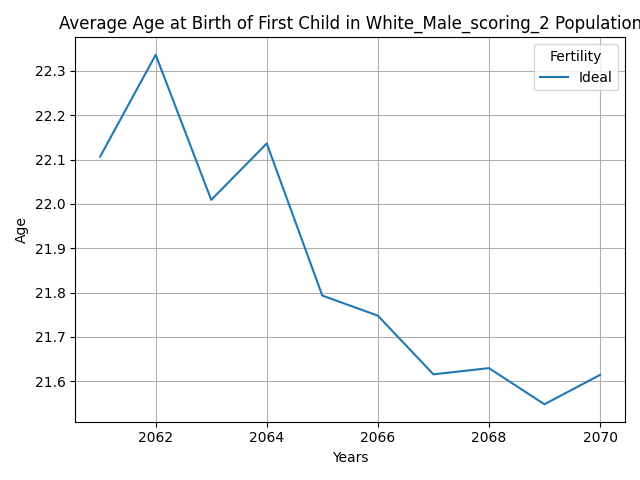 Average Age at Birth of First Child in White_Male_scoring_2 Population
Fertility
Ideal
22.3
22.2
22.1
22.0
21.9
21.8
21.7
21.6
Age
2062 2064 2066 2068 2070
Years